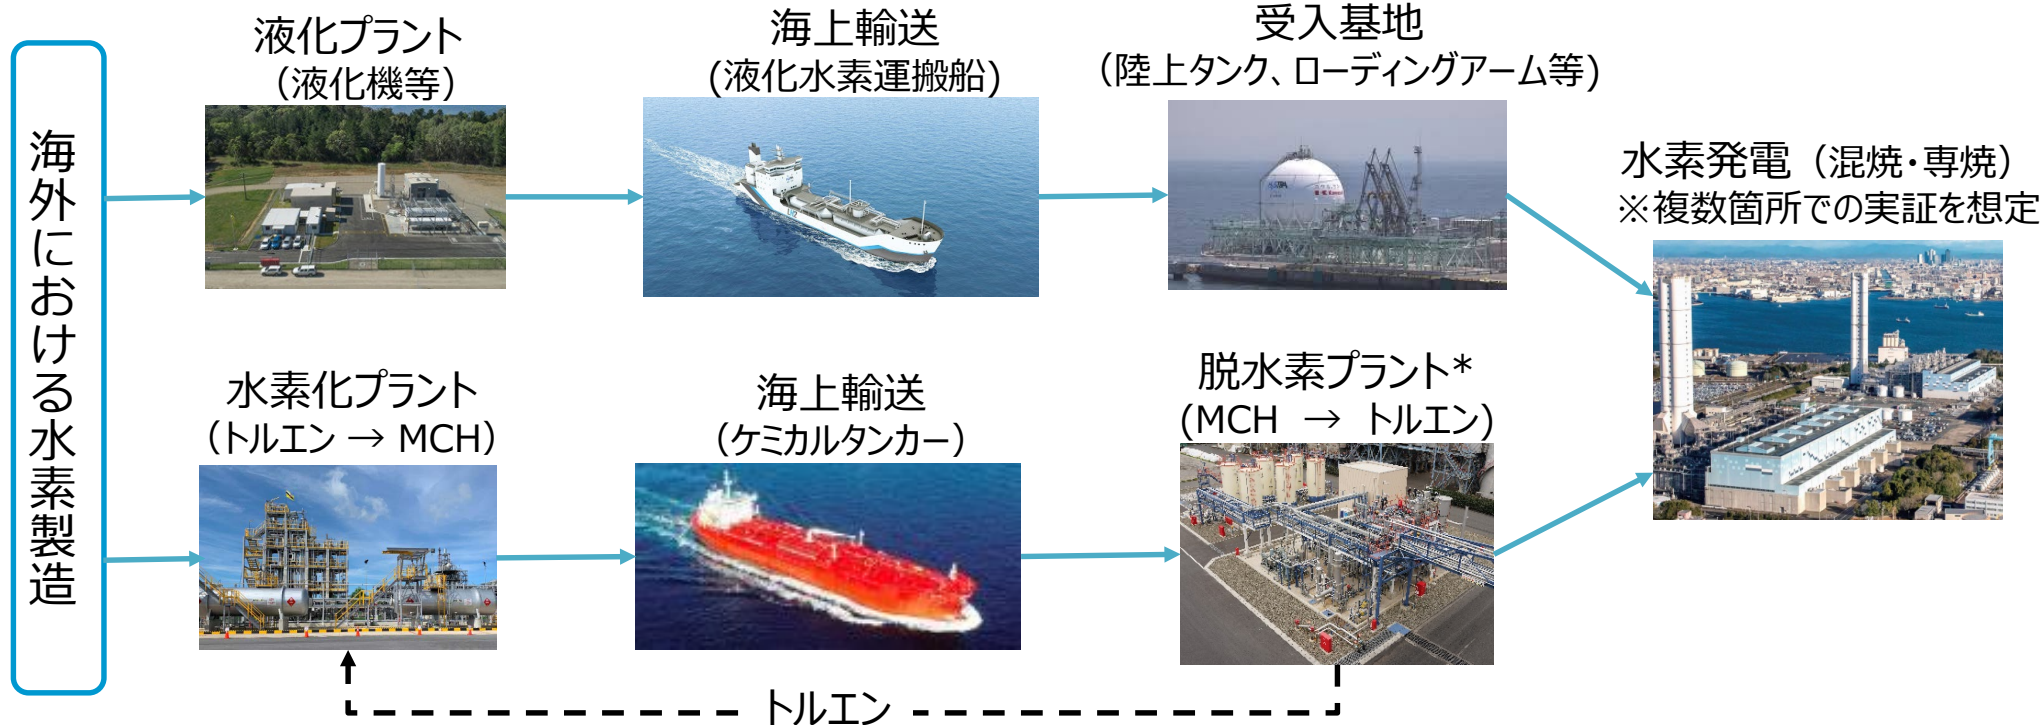 海外における水素製造
液化プラント
（液化機等）
海上輸送
(液化水素運搬船)
受入基地
（陸上タンク、ローディングアーム等)
水素発電（混焼・専焼）
※複数箇所での実証を想定
水素化プラント
（トルエン → MCH）
海上輸送
（ケミカルタンカー）
脱水素プラント*
(MCH → トルエン)
トルエン